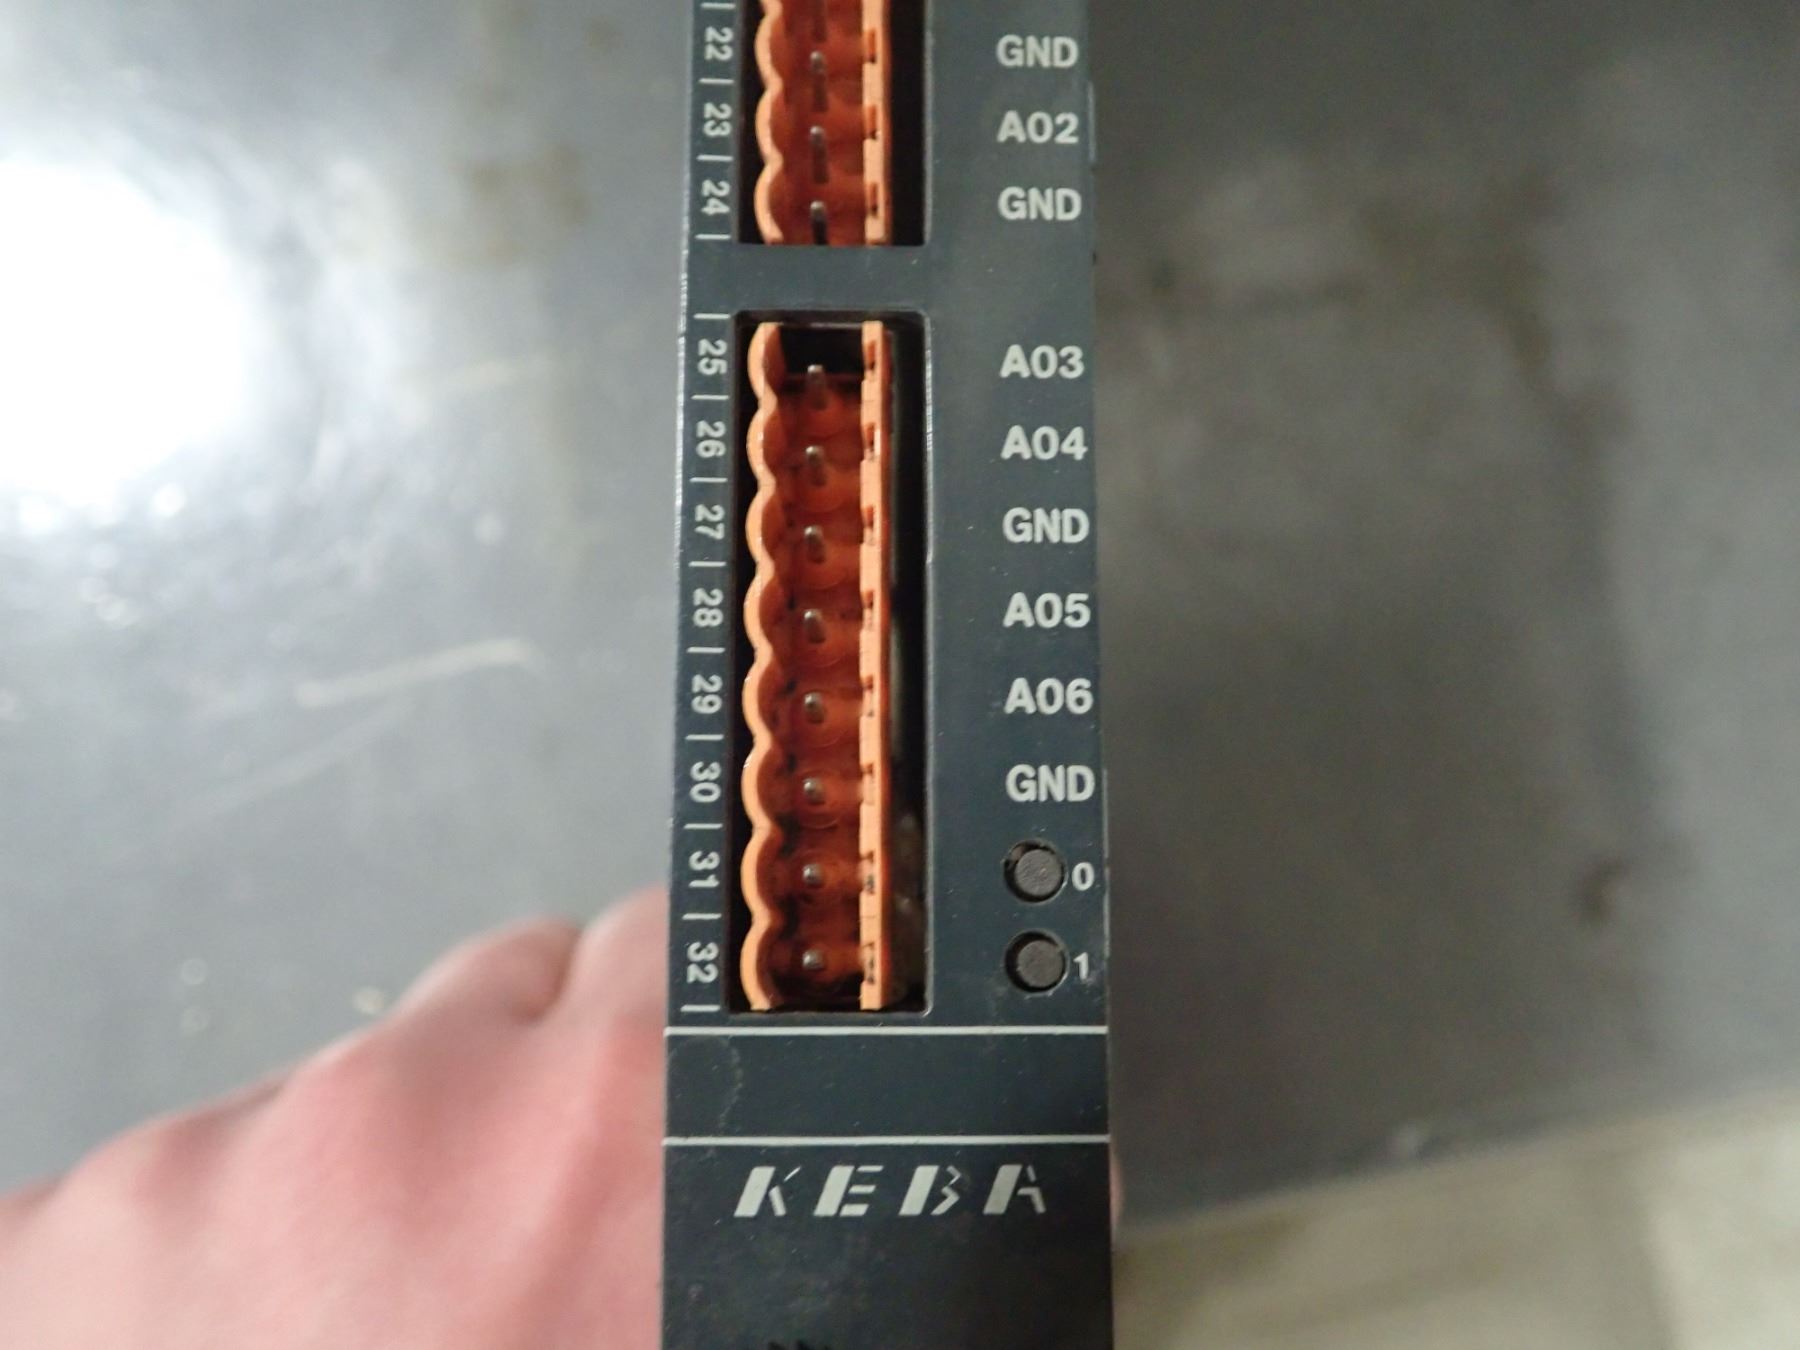 22 GND
23 A02
24 GND
25 A03
26 A04
27 GND
28 A05
29 A06
30 GND
31 0
32 1
KEBA